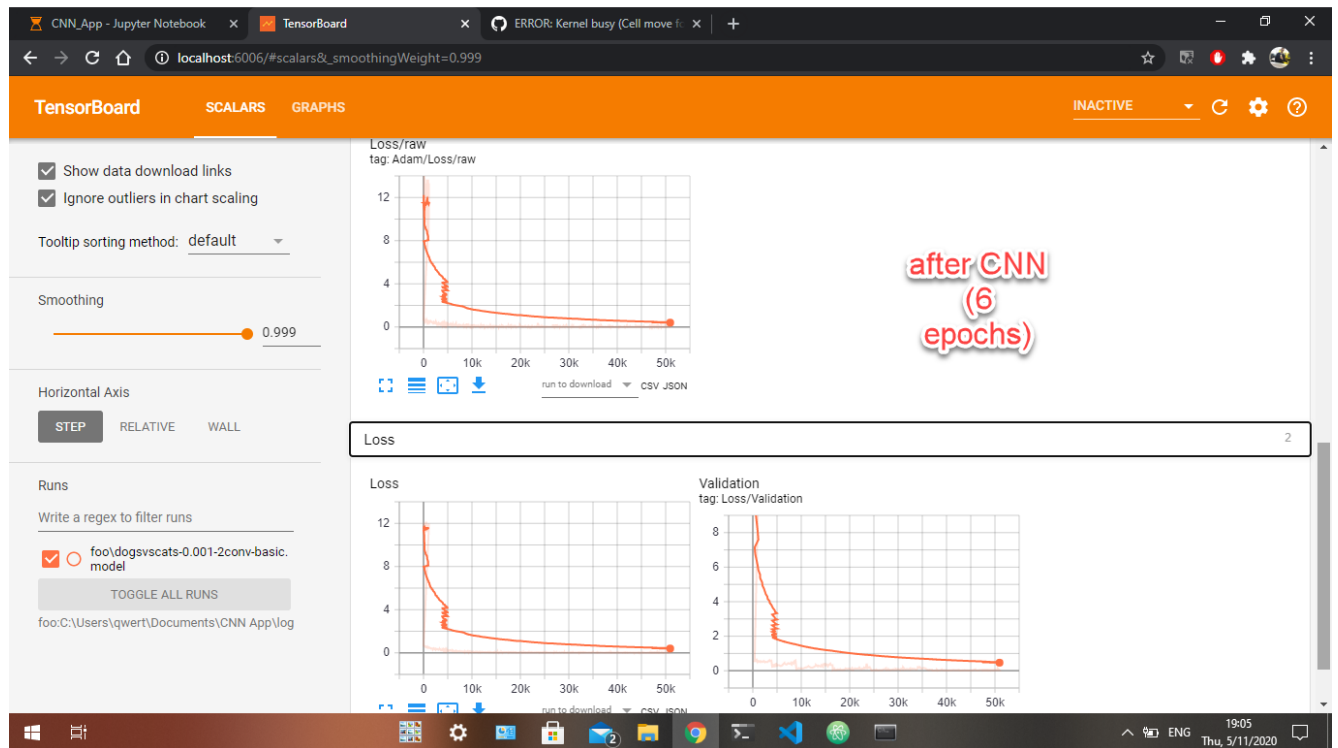 CNN_App - Jupyter Notebook
TensorBoard
ERROR: Kernel busy (Cell move fo
localhost:6006/#scalars&_smoothingWeight=0.999
TensorBoard
SCALARS
GRAPHS
INACTIVE
Show data download links
Ignore outliers in chart scaling
Tooltip sorting method: default
Smoothing
0.999
Horizontal Axis
STEP
RELATIVE
WALL
Runs
Write a regex to filter runs
foo\dogsvscats-0.001-2conv-basic.
model
TOGGLE ALL RUNS
foo:C:\Users\qwert\Documents\CNN App\log
Loss/raw
tag: Adam/Loss/raw
12
8
4
0
0 10k 20k 30k 40k 50k
run to download
CSV JSON
after CNN
(6
epochs)
Loss
2
Loss
12
8
4
0
0 10k 20k 30k 40k 50k
run to download
CSV JSON
Validation
tag: Loss/Validation
8
6
4
2
0
0 10k 20k 30k 40k 50k
2
ENG
19:05
Thu, 5/11/2020